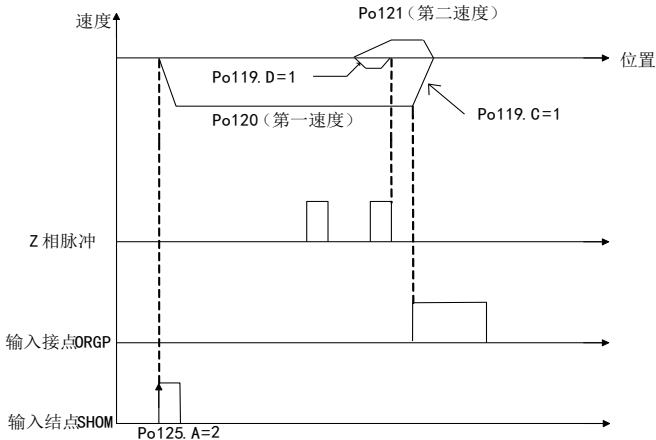 Po121(第二速度)
速度
位置
Po119.D=1
Po120(第一速度)
Po119.C=1
Z 相脉冲
输入接点ORGP
输入结点SHOM
Po125.A=2